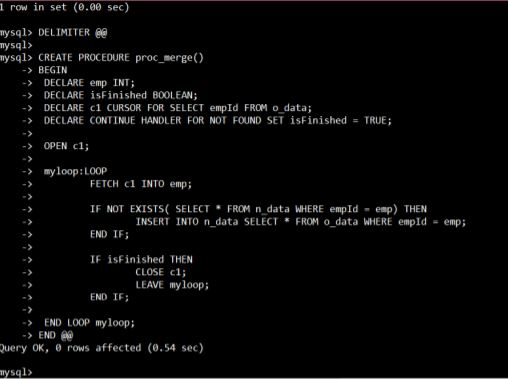 1 row in set (0.00 sec)
mysql> DELIMITER @@
mysql>
mysql> CREATE PROCEDURE proc_merge()
    -> BEGIN
    ->  DECLARE emp INT;
    ->  DECLARE isFinished BOOLEAN;
    ->  DECLARE c1 CURSOR FOR SELECT empId FROM o_data;
    ->  DECLARE CONTINUE HANDLER FOR NOT FOUND SET isFinished = TRUE;
    ->
    ->  OPEN c1;
    ->
    ->  myloop:LOOP
    ->          FETCH c1 INTO emp;
    ->
    ->          IF NOT EXISTS( SELECT * FROM n_data WHERE empId = emp) THEN
    ->                  INSERT INTO n_data SELECT * FROM o_data WHERE empId = emp;
    ->          END IF;
    ->
    ->          IF isFinished THEN
    ->                  CLOSE c1;
    ->                  LEAVE myloop;
    ->          END IF;
    ->
    ->  END LOOP myloop;
    -> END @@
Query OK, 0 rows affected (0.54 sec)
mysql>